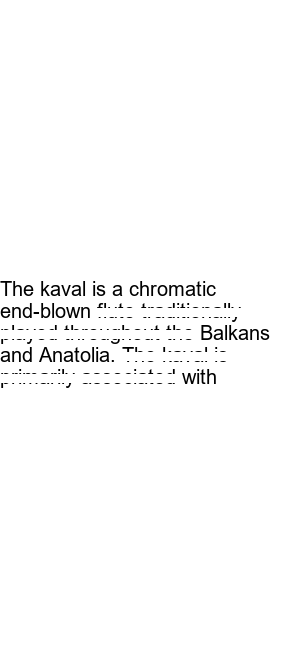 The kaval is a chromatic
end-blown flute traditionally
played throughout the Balkans
and Anatolia. The kaval is
primarily associated with